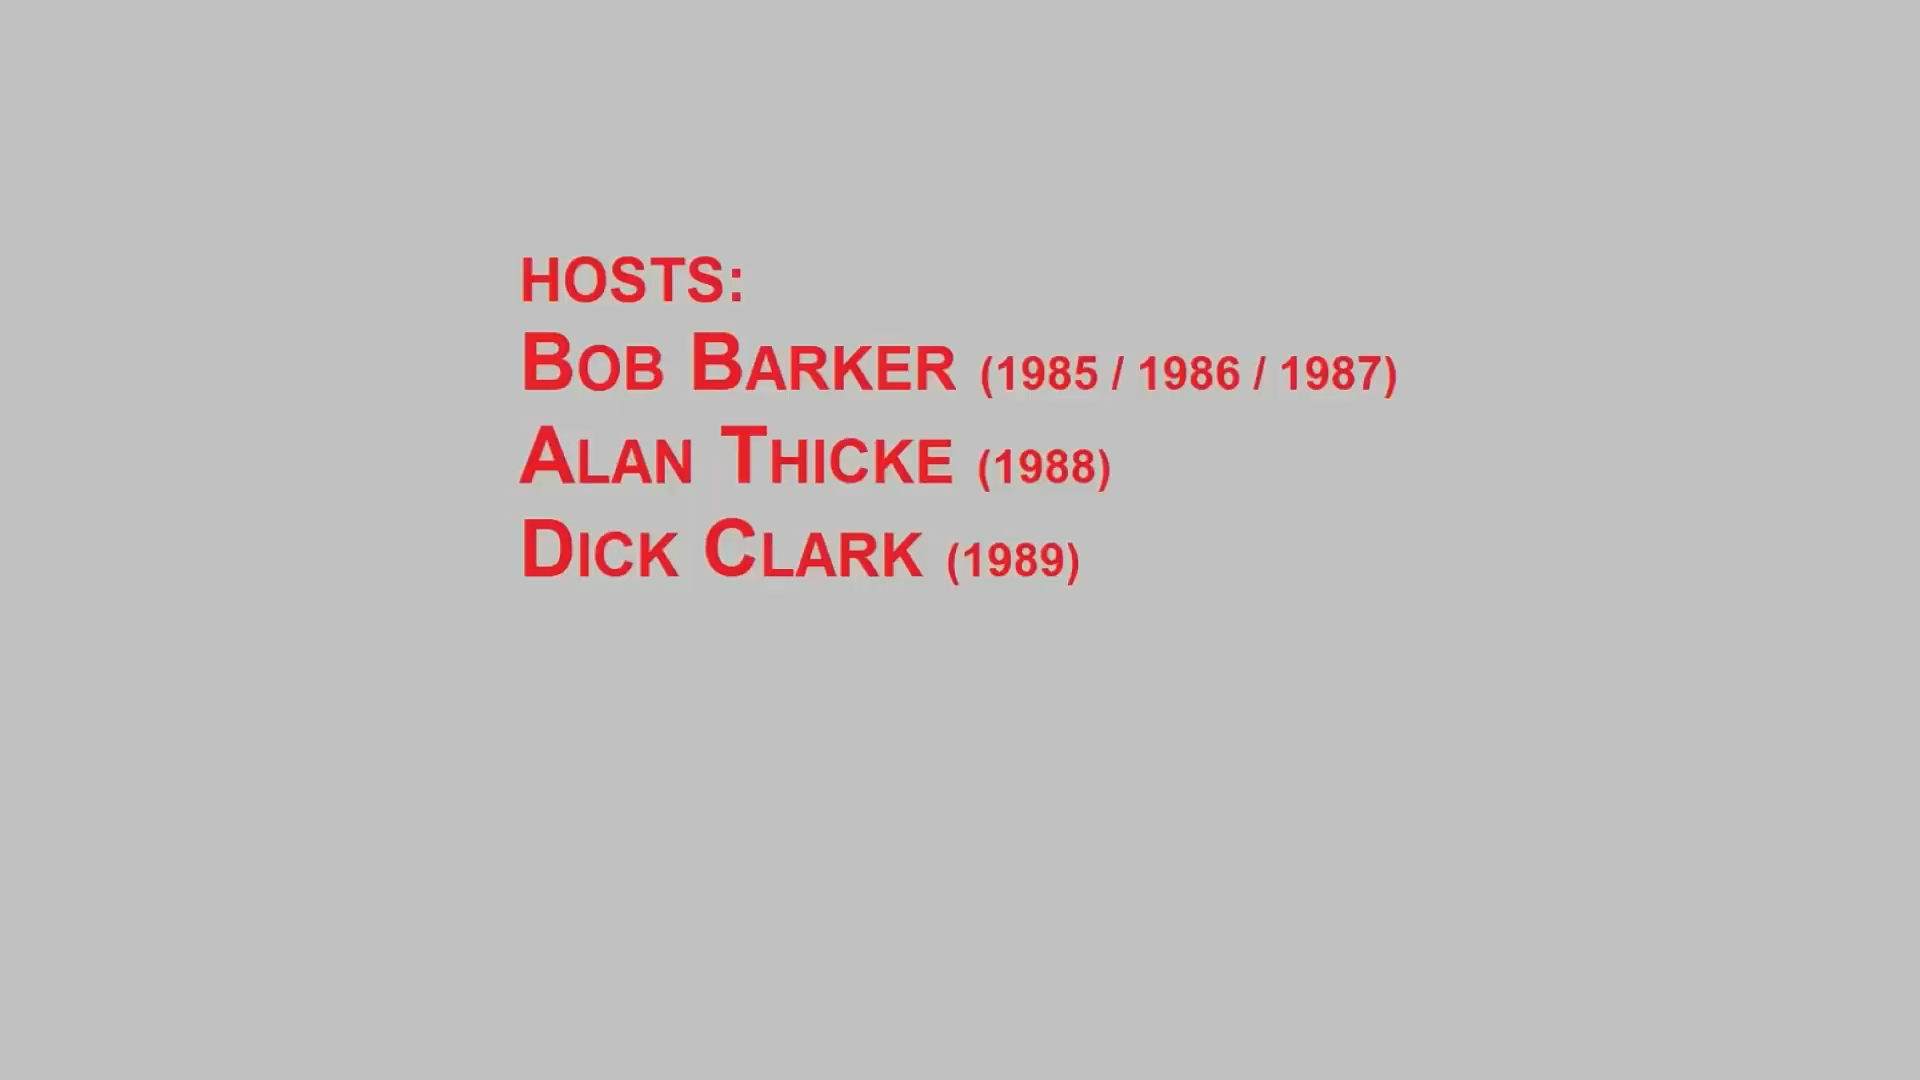 HOSTS:
BOB BARKER (1985 / 1986 / 1987)
ALAN THICKE (1988)
DICK CLARK (1989)